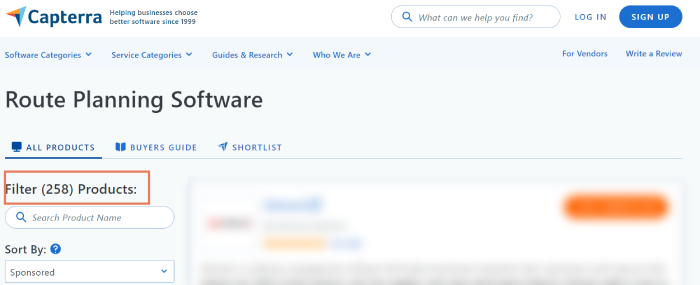 Capterra
Helping businesses choose
better software since 1999
What can we help you find?
LOG IN
SIGN UP
Software Categories
Service Categories
Guides & Research
Who We Are
For Vendors
Write a Review
Route Planning Software
ALL PRODUCTS
BUYERS GUIDE
SHORTLIST
Filter (258) Products:
Search Product Name
Sort By: ?
Sponsored